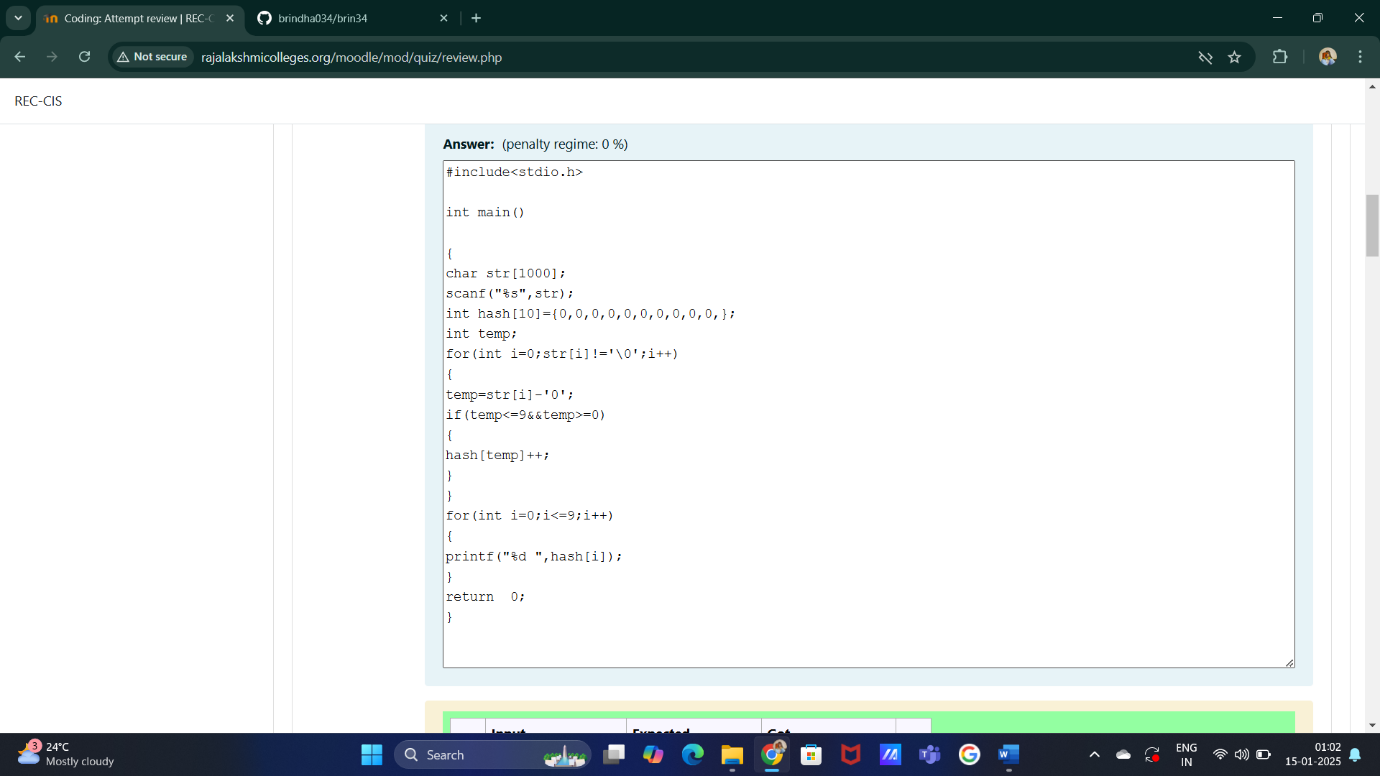 Coding: Attempt review | REC-C
brindha034/brin34
Not secure
rajalakshmicolleges.org/moodle/mod/quiz/review.php
REC-CIS
Answer: (penalty regime: 0 %)
#include<stdio.h>
int main()
{
char str[1000];
scanf("%s",str);
int hash[10]={0,0,0,0,0,0,0,0,0,0,};
int temp;
for(int i=0;str[i]!='\0';i++)
{
temp=str[i]-'0';
if(temp<=9&&temp>=0)
{
hash[temp]++;
}
}
for(int i=0;i<=9;i++)
{
printf("%d ",hash[i]);
}
return  0;
}
Input Expected Got
3
24°C
Mostly cloudy
Search
ENG
IN
01:02
15-01-2025